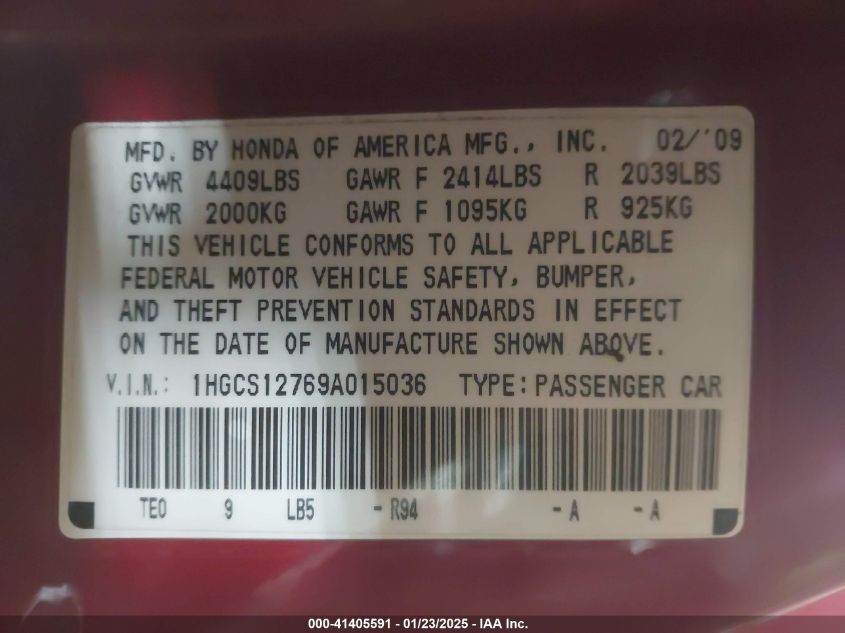 MFD. BY HONDA OF AMERICA MFG., INC. 02/'09
GVWR 4409LBS GAWR F 2414LBS R 2039LBS
GVWR 2000KG GAWR F 1095KG R 925KG
THIS VEHICLE CONFORMS TO ALL APPLICABLE
FEDERAL MOTOR VEHICLE SAFETY, BUMPER,
AND THEFT PREVENTION STANDARDS IN EFFECT
ON THE DATE OF MANUFACTURE SHOWN ABOVE.
V.I.N.: 1HGCS12769A015036 TYPE: PASSENGER CAR
TE0 9 LB5 - R94 - A - A
000-41405591 - 01/23/2025 - IAA Inc.